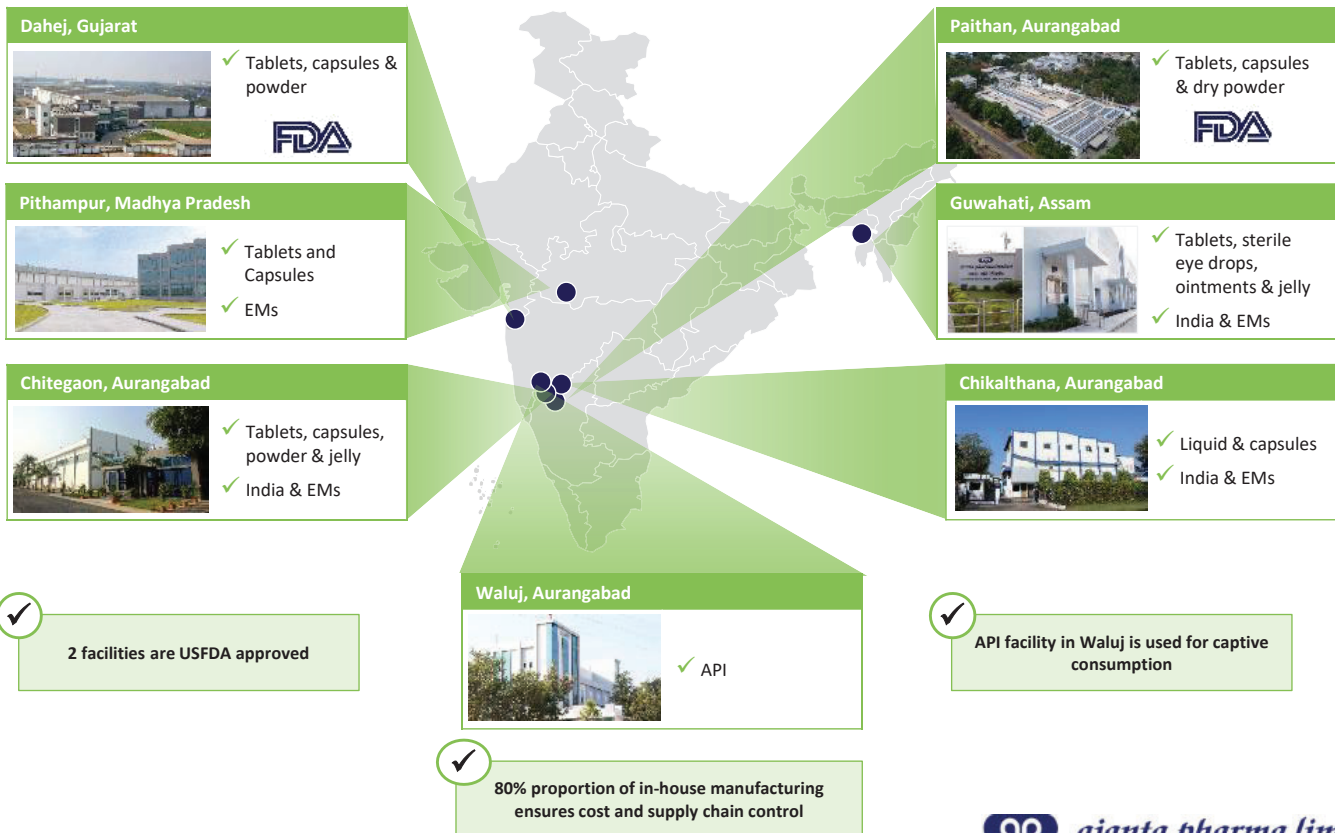 Dahej, Gujarat
Tablets, capsules &
powder
FDA
Paithan, Aurangabad
Tablets, capsules
& dry powder
FDA
Pithampur, Madhya Pradesh
Tablets and
Capsules
EMs
Guwahati, Assam
Tablets, sterile
eye drops,
ointments & jelly
India & EMs
Chitegaon, Aurangabad
Tablets, capsules,
powder & jelly
India & EMs
Chikalthana, Aurangabad
Liquid & capsules
India & EMs
Waluj, Aurangabad
API
2 facilities are USFDA approved
API facility in Waluj is used for captive
consumption
80% proportion of in-house manufacturing
ensures cost and supply chain control
ajanta pharma lim